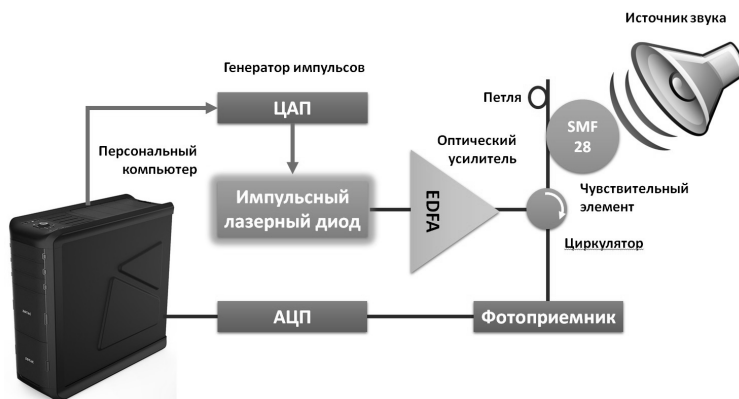 Источник звука
Генератор импульсов
ЦАП
Петля
SMF
28
Оптический
усилитель
Персональный
компьютер
Импульсный
лазерный диод
EDFA
Чувствительный
элемент
Циркулятор
АЦП
Фотоприемник